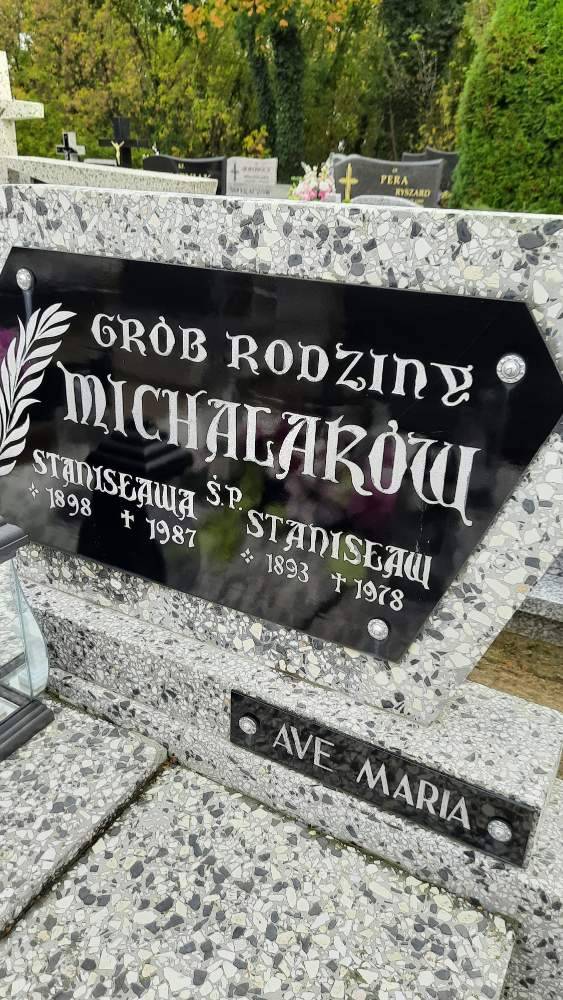 PERA
RYSZARD
GRÓB RODZINY
MICHALAKÓW
STANISŁAWA Ś.P. STANISŁAW
1898 1987 1893 1978
AVE MARIA